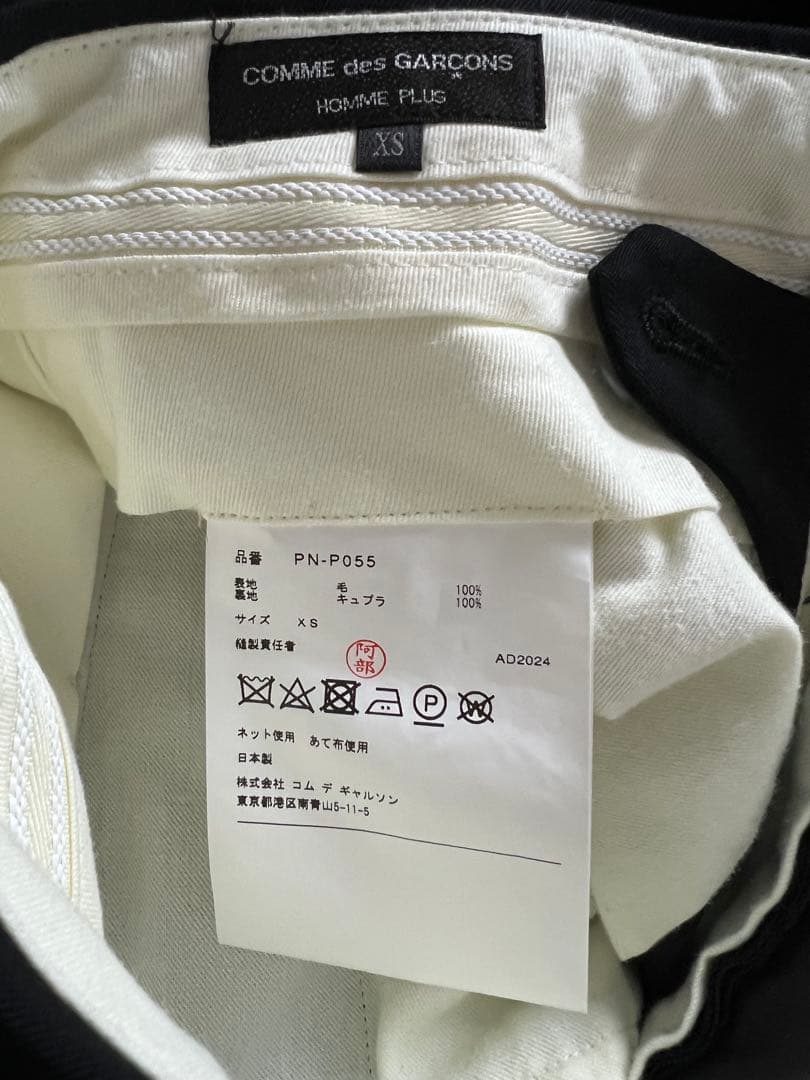 COMME des GARÇONS
HOMME PLUS
XS
品番 PN-P055
表地 毛 100%
裏地 キュプラ 100%
サイズ XS
縫製責任者 阿部 AD2024
P W
ネット使用 あて布使用
日本製
株式会社 コム デ ギャルソン
東京都港区南青山5-11-5